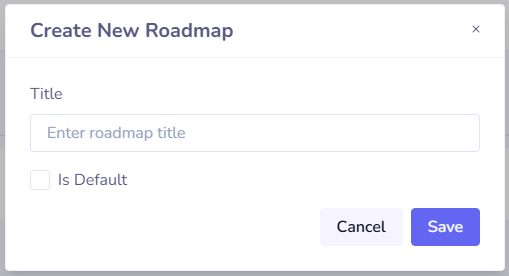 Create New Roadmap ×
Title
Enter roadmap title
Is Default
Cancel Save